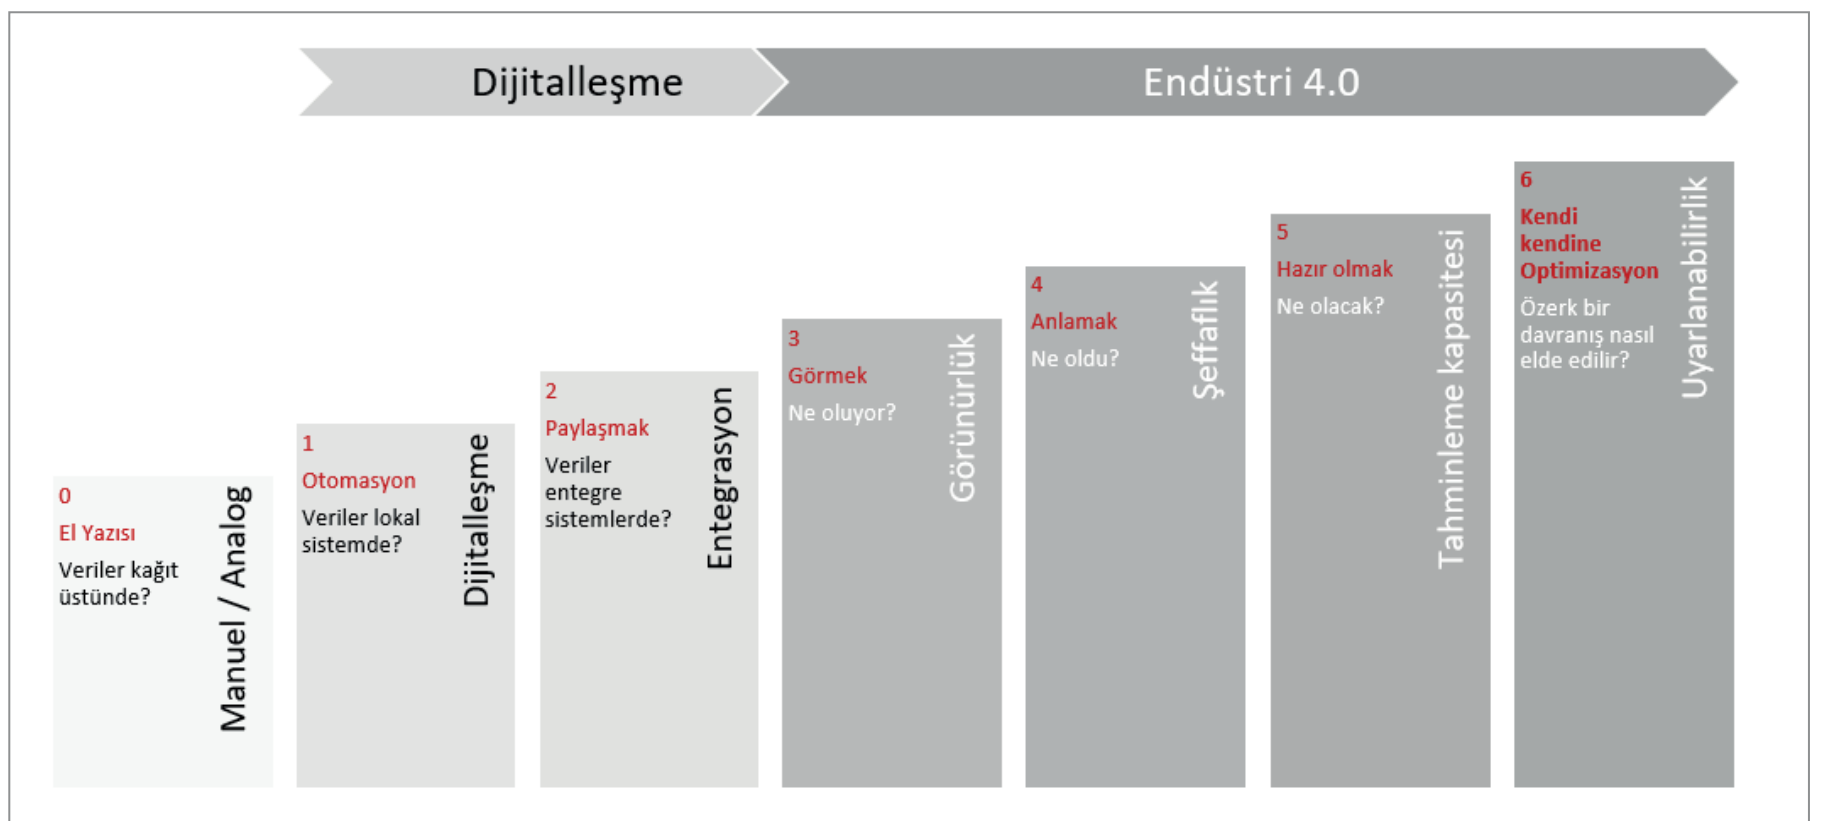 Dijitalleşme
Endüstri 4.0
0
El Yazısı
Veriler kağıt
üstünde?
Manuel / Analog
1
Otomasyon
Veriler lokal
sistemde?
Dijitalleşme
2
Paylaşmak
Veriler
entegre
sistemlerde?
Entegrasyon
3
Görmek
Ne oluyor?
Görünürlük
4
Anlamak
Ne oldu?
Şeffaflık
5
Hazır olmak
Ne olacak?
Tahminleme kapasitesi
6
Kendi
kendine
Optimizasyon
Özerk bir
davranış nasıl
elde edilir?
Uyarlanabilirlik